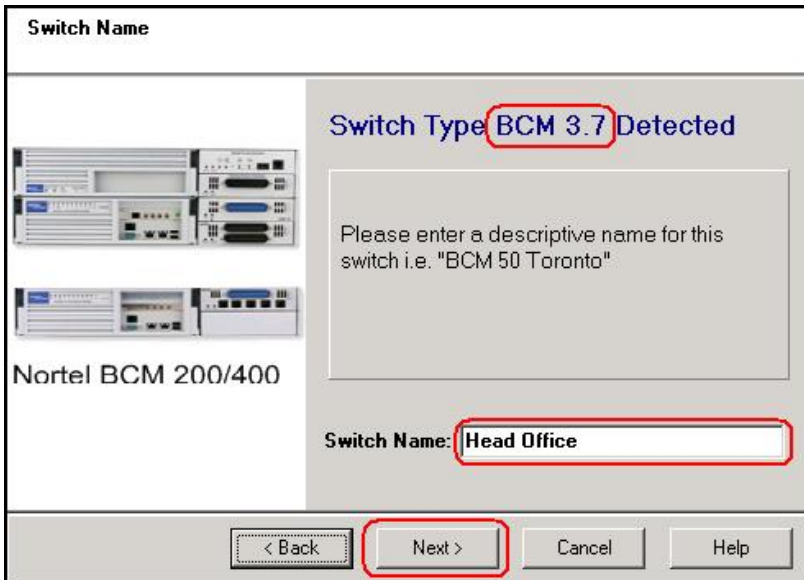 Switch Name
Switch Type BCM 3.7 Detected
Please enter a descriptive name for this
switch i.e. "BCM 50 Toronto"
Nortel BCM 200/400
Switch Name: Head Office
< Back Next > Cancel Help